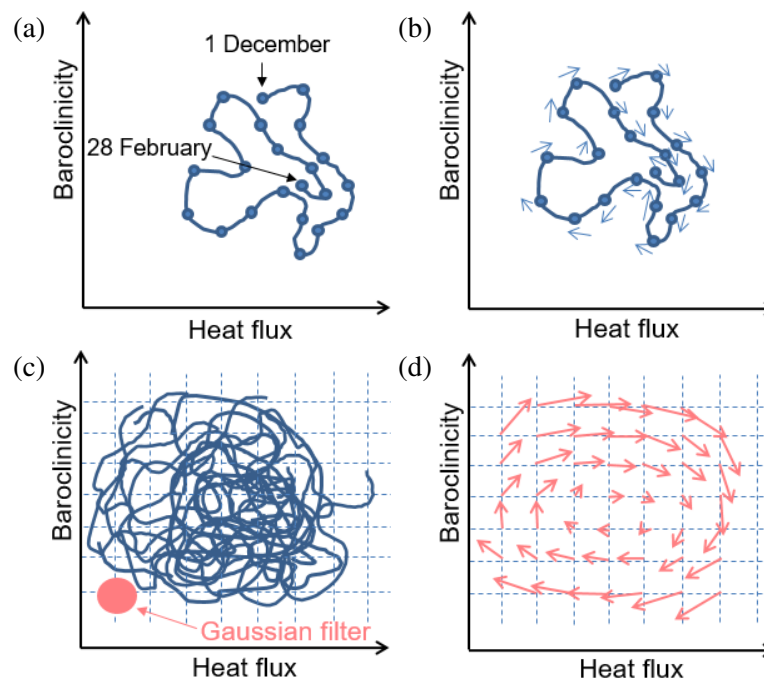 (a)
1 December
28 February
Baroclinicity
Heat flux
(b)
Baroclinicity
Heat flux
(c)
Baroclinicity
Gaussian filter
Heat flux
(d)
Baroclinicity
Heat flux